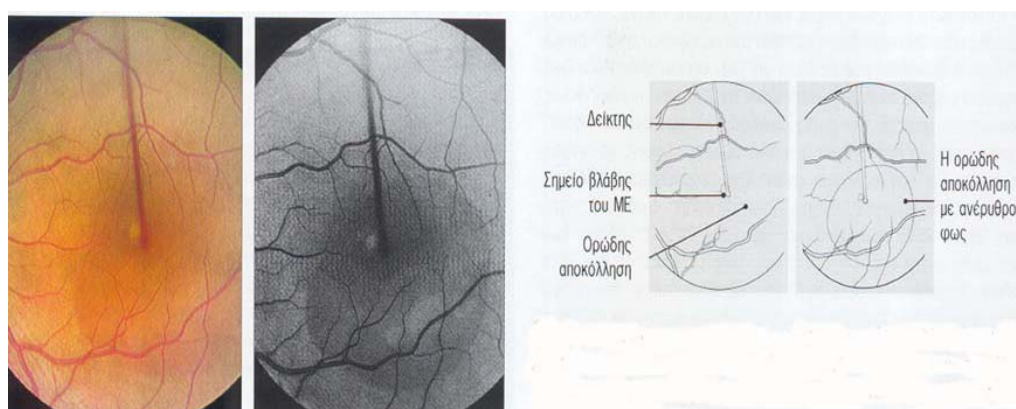 Δείκτης
Σημείο βλάβης
του ΜΕ
Ορώδης
αποκόλληση
Η ορώδης
αποκόλληση
με ανέρυθρο
φως